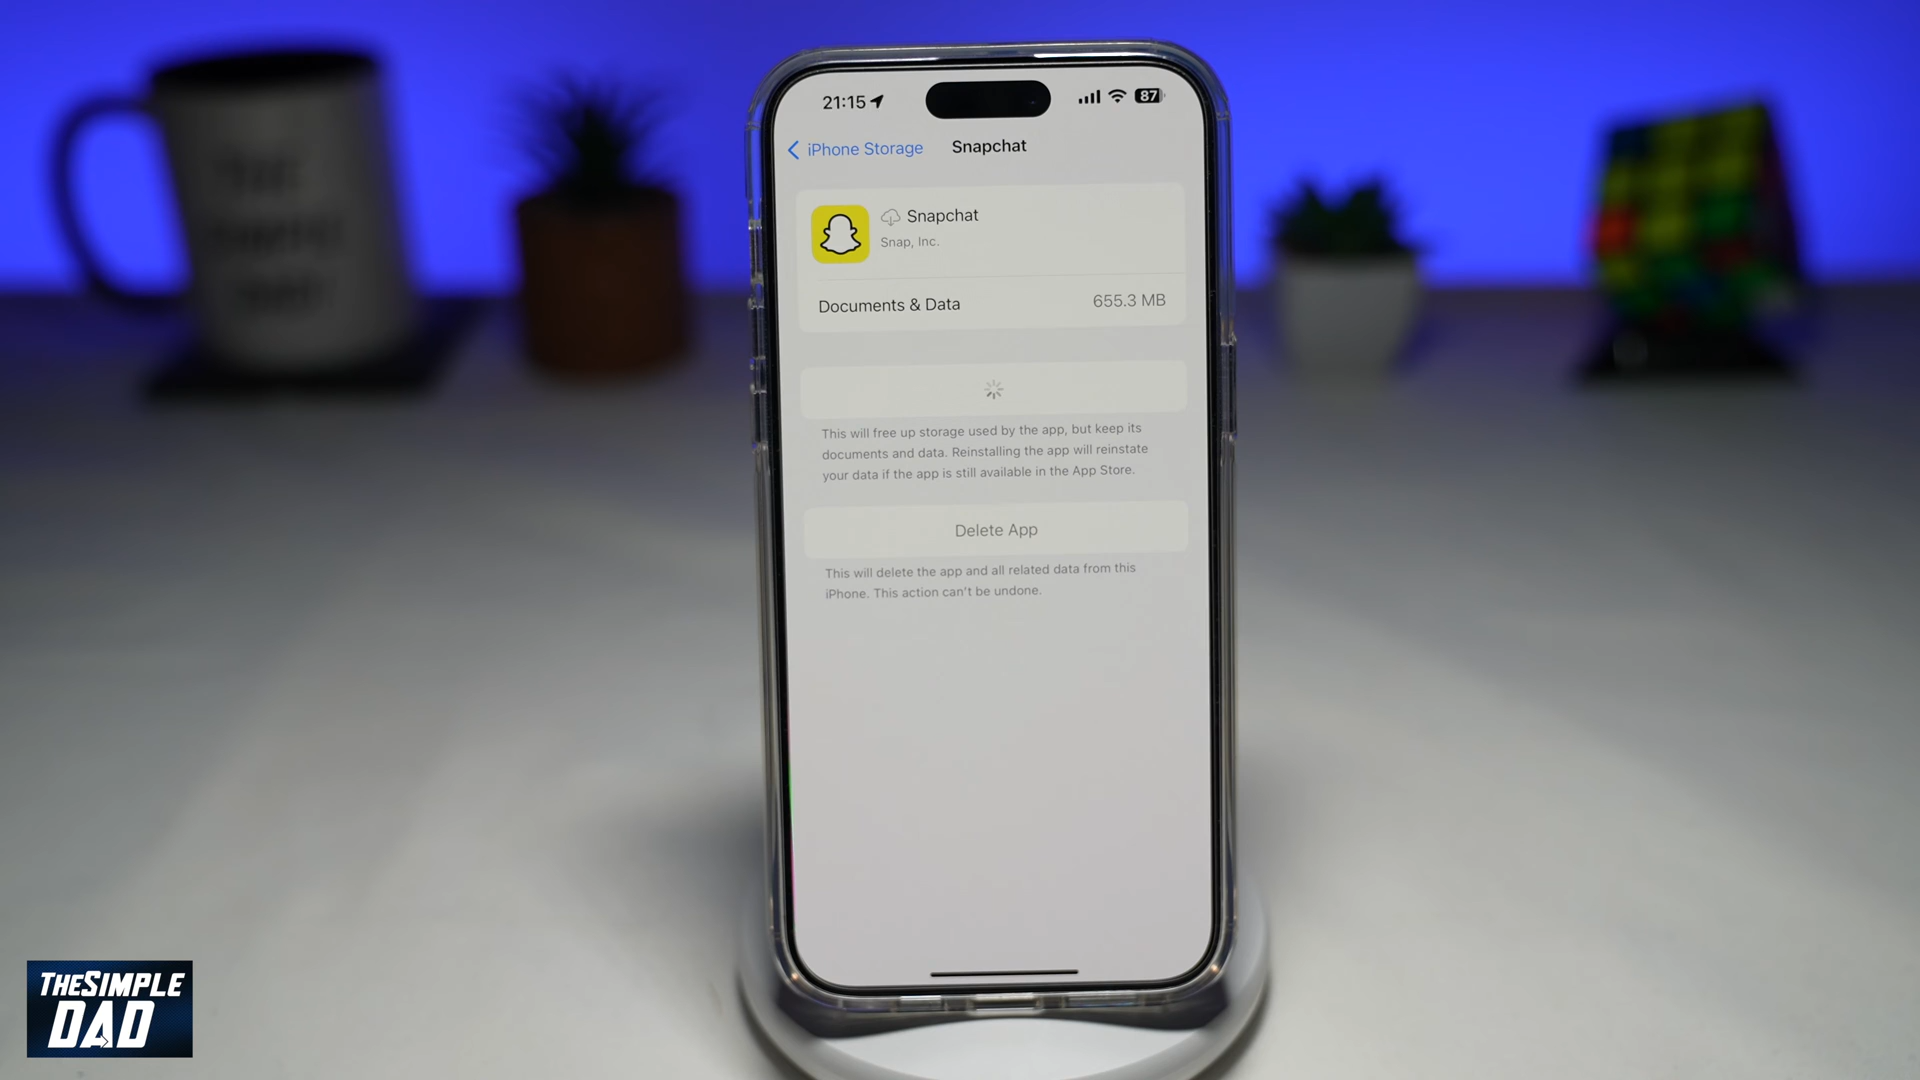 21:15
87
iPhone Storage
Snapchat
Snapchat
Snap, Inc.
Documents & Data
655.3 MB
This will free up storage used by the app, but keep its
documents and data. Reinstalling the app will reinstate
your data if the app is still available in the App Store.
Delete App
This will delete the app and all related data from this
iPhone. This action can't be undone.
THESIMPLE
DAD